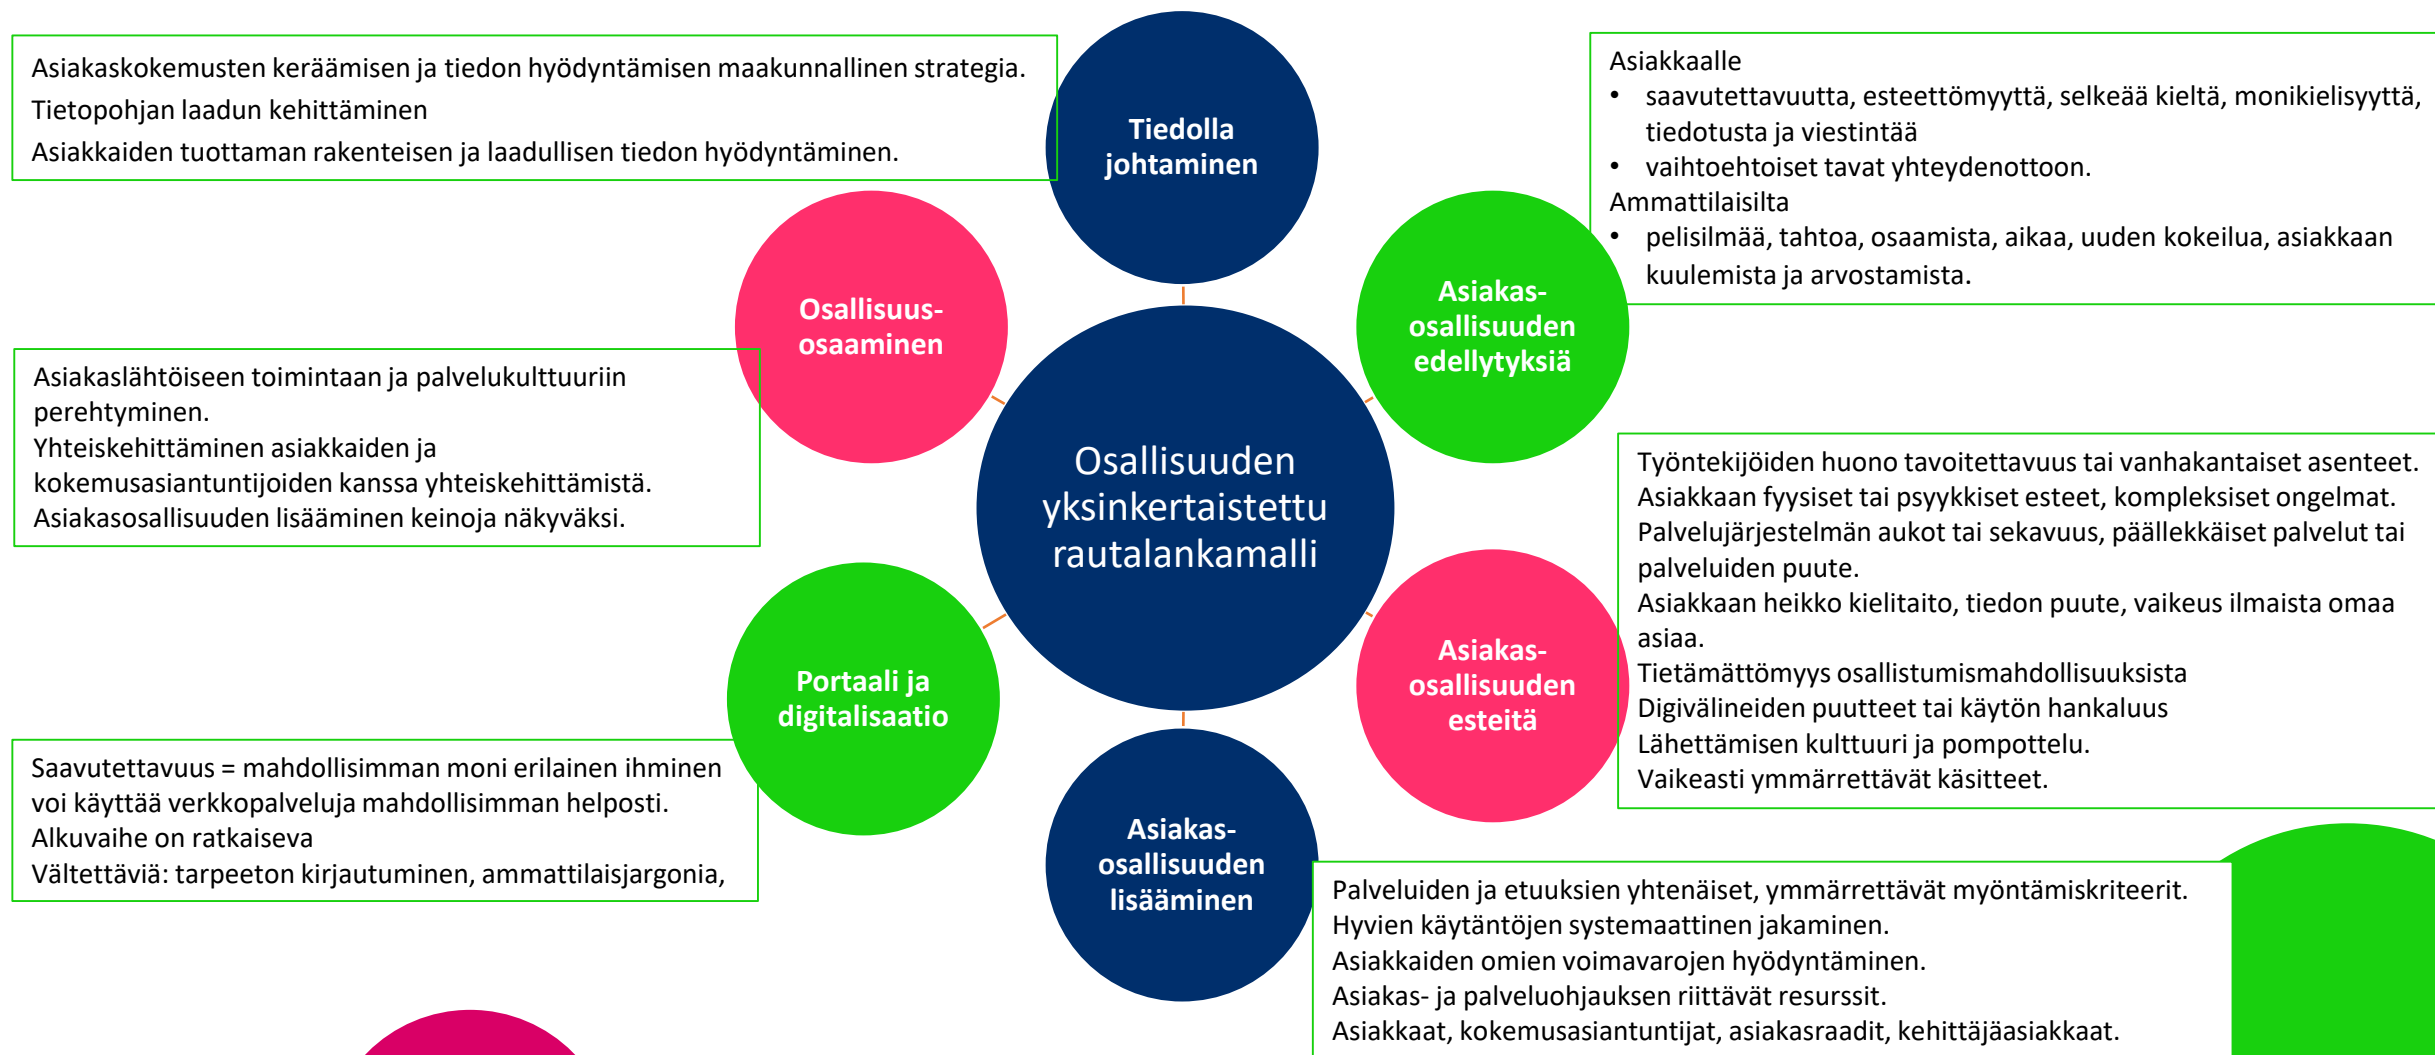 Asiakaskokemusten keräämisen ja tiedon hyödyntämisen maakunnallinen strategia.
Tietopohjan laadun kehittäminen
Asiakkaiden tuottaman rakenteisen ja laadullisen tiedon hyödyntäminen.
Tiedolla
johtaminen
Asiakkaalle
• saavutettavuutta, esteettömyyttä, selkeää kieltä, monikielisyyttä,
tiedotusta ja viestintää
• vaihtoehtoiset tavat yhteydenottoon.
Ammattilaisilta
• pelisilmää, tahtoa, osaamista, aikaa, uuden kokeilua, asiakkaan
kuulemista ja arvostamista.
Osallisuus-
osaaminen
Asiakas-
osallisuuden
edellytyksiä
Asiakaslähtöiseen toimintaan ja palvelukulttuuriin
perehtyminen.
Yhteiskehittäminen asiakkaiden ja
kokemusasiantuntijoiden kanssa yhteiskehittämistä.
Asiakasosallisuuden lisääminen keinoja näkyväksi.
Osallisuuden
yksinkertaistettu
rautalankamalli
Työntekijöiden huono tavoitettavuus tai vanhakantaiset asenteet.
Asiakkaan fyysiset tai psyykkiset esteet, kompleksiset ongelmat.
Palvelujärjestelmän aukot tai sekavuus, päällekkäiset palvelut tai
palveluiden puute.
Asiakkaan heikko kielitaito, tiedon puute, vaikeus ilmaista omaa
asiaa.
Tietämättömyys osallistumismahdollisuuksista
Digivälineiden puutteet tai käytön hankaluus
Lähettämisen kulttuuri ja pompottelu.
Vaikeasti ymmärrettävät käsitteet.
Portaali ja
digitalisaatio
Asiakas-
osallisuuden
esteitä
Saavutettavuus = mahdollisimman moni erilainen ihminen
voi käyttää verkkopalveluja mahdollisimman helposti.
Alkuvaihe on ratkaiseva
Vältettäviä: tarpeeton kirjautuminen, ammattilaisjargonia,
Asiakas-
osallisuuden
lisääminen
Palveluiden ja etuuksien yhtenäiset, ymmärrettävät myöntämiskriteerit.
Hyvien käytäntöjen systemaattinen jakaminen.
Asiakkaiden omien voimavarojen hyödyntäminen.
Asiakas- ja palveluohjauksen riittävät resurssit.
Asiakkaat, kokemusasiantuntijat, asiakasraadit, kehittäjäasiakkaat.